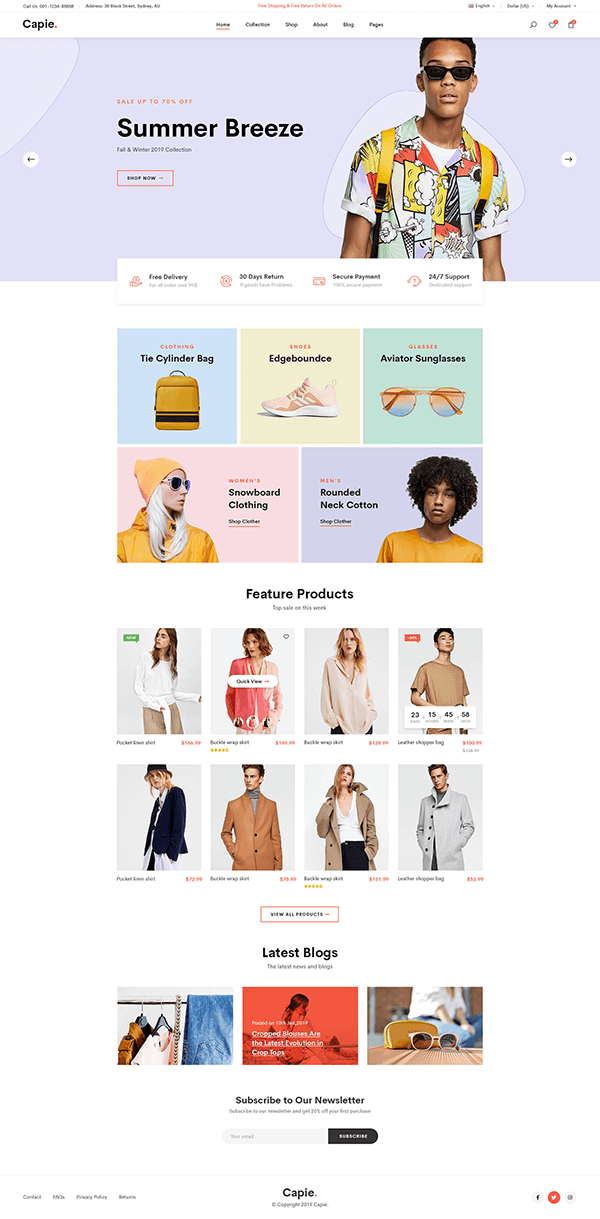 Call Us: 001-1234-88888 Address: 38 Block Street, Sydney, AU
Free Shipping & Free Return On All Orders
English Dollar (US) My Account
Capie.
Home Collection Shop About Blog Pages
SALE UP TO 70% OFF
Summer Breeze
Fall & Winter 2019 Collection
SHOP NOW
Free Delivery
For all order over 99$
30 Days Return
If goods have Problems
Secure Payment
100% secure payment
24/7 Support
Dedicated support
CLOTHING
Tie Cylinder Bag
SHOES
Edgeboundce
GLASSES
Aviator Sunglasses
WOMEN'S
Snowboard
Clothing
Shop Clother
MEN'S
Rounded
Neck Cotton
Shop Clother
Feature Products
Top sale on this week
NEW
Quick View
-30%
23 : 15 : 45 : 58
DAYS HOURS MINS SECS
Pocket linen shirt $166.99
Buckle wrap skirt $149.99
Buckle wrap skirt $138.99
Leather shopper bag $100.99
Pocket linen shirt $72.99
Buckle wrap skirt $75.99
Buckle wrap skirt $151.99
Leather shopper bag $53.99
VIEW ALL PRODUCTS
Latest Blogs
The latest news and blogs
Posted on 13th Jan, 2019
Cropped Blouses Are
the Latest Evolution in
Crop Tops
Subscribe to Our Newsletter
Subscribe to our newsletter and get 20% off your first purchase
Your email SUBSCRIBE
Contact FAQs Privacy Policy Returns
Capie.
© Copyright 2019 Capie.